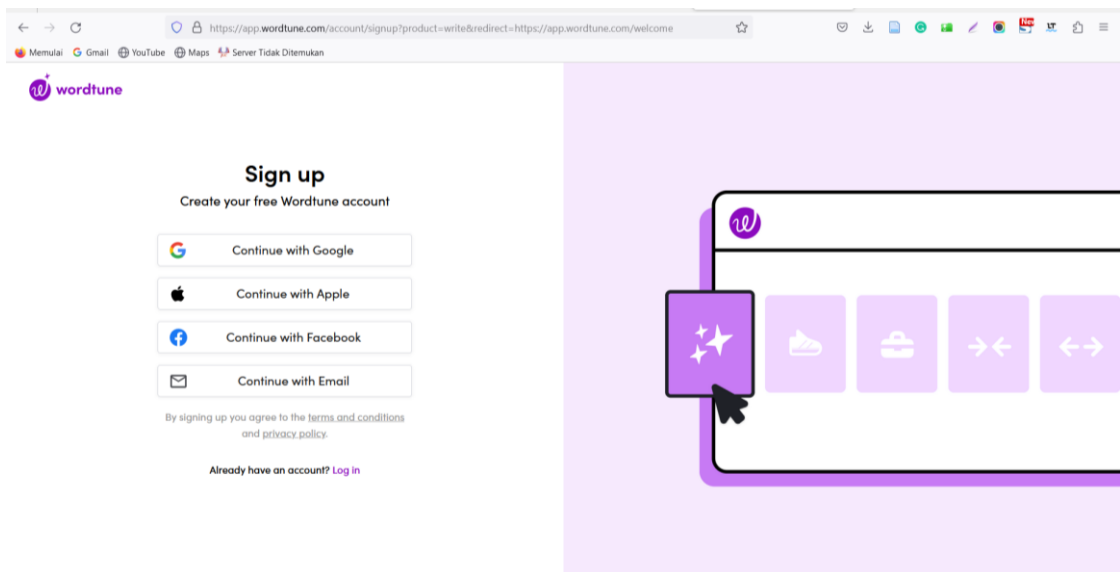 https://app.wordtune.com/account/signup?product=write&redirect=https://app.wordtune.com/welcome
New
LT
Memulai Gmail YouTube Maps Server Tidak Ditemukan
wordtune
Sign up
Create your free Wordtune account
Continue with Google
Continue with Apple
Continue with Facebook
Continue with Email
By signing up you agree to the terms and conditions
and privacy policy.
Already have an account? Log in